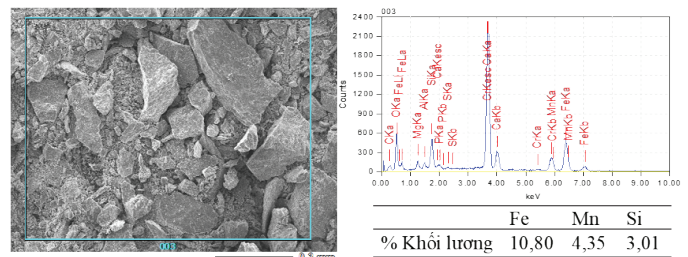 003
003
Counts
2400
2100
1800
1500
1200
900
600
300
0
CKa
OKa
FeLl
FeLa
MgKa
AlKa
SiKa
CaKesc
PKa
PKb
SKa
SKb
CaKa
CaKb
CrKa
CrKb
MnKa
MnKb
FeKa
FeKb
0.00 1.00 2.00 3.00 4.00 5.00 6.00 7.00 8.00 9.00 10.00
keV
Fe Mn Si
% Khối lượng 10,80 4,35 3,01